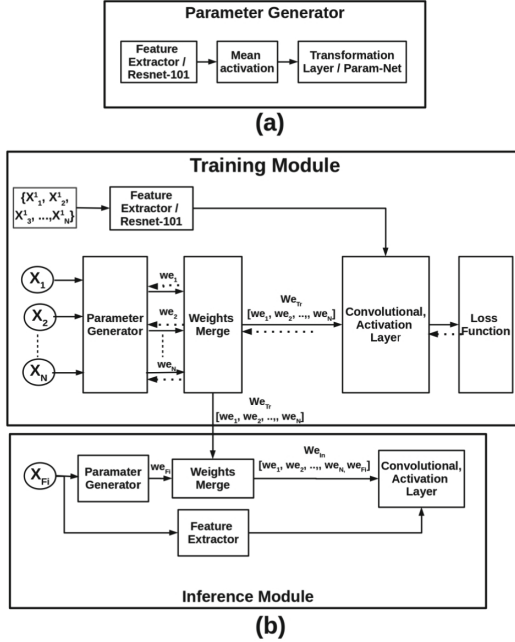 Parameter Generator
Feature
Extractor /
Resnet-101
Mean
activation
Transformation
Layer / Param-Net
(a)
Training Module
{X¹₁, X¹₂,
X¹₃, ...,X¹N}
Feature
Extractor /
Resnet-101
X₁
X₂
XN
Parameter
Generator
we₁
we₂
weN
Weights
Merge
WeTr
[we₁, we₂, ..,, weN]
Convolutional,
Activation
Layer
Loss
Function
WeTr
[we₁, we₂, ..,, weN]
XFi
Paramater
Generator
weFi
Weights
Merge
WeIn
[we₁, we₂, ..,, weN, weFi]
Convolutional,
Activation
Layer
Feature
Extractor
Inference Module
(b)